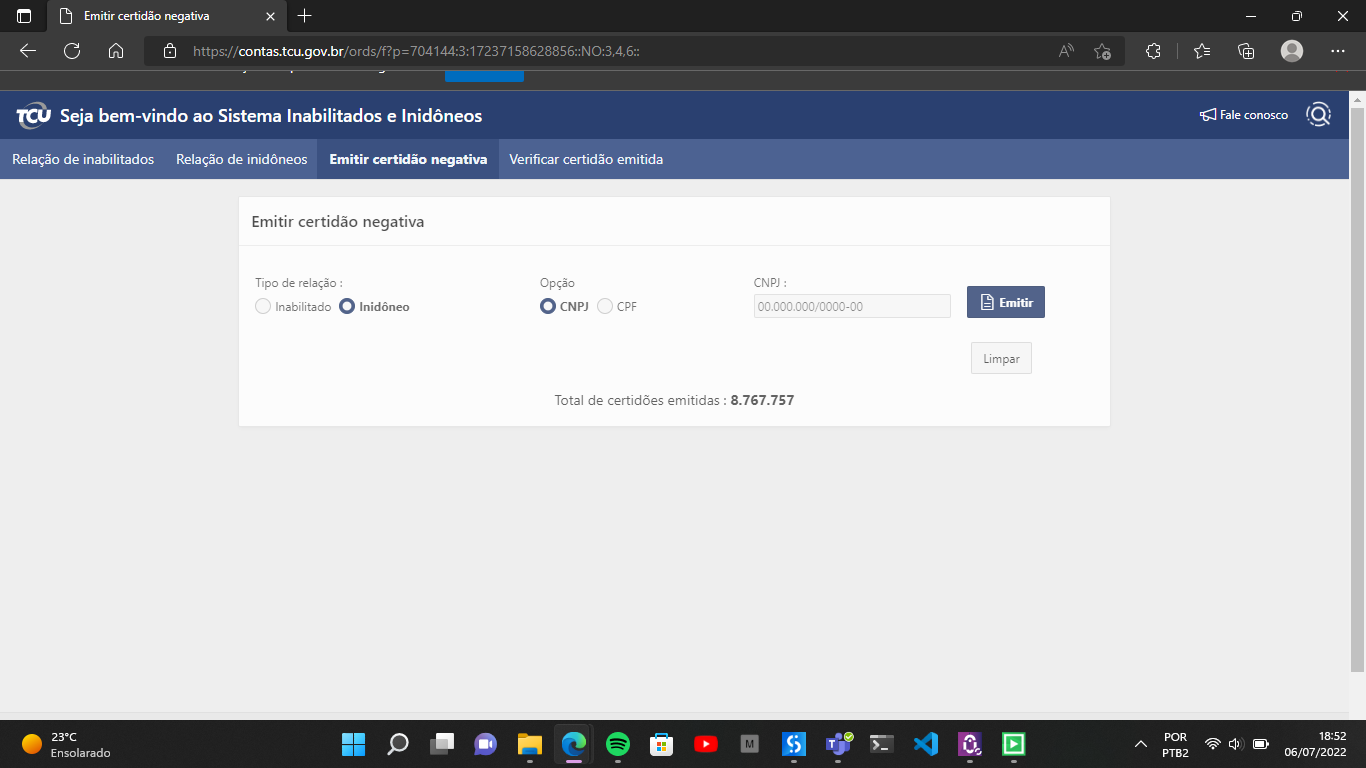 Emitir certidão negativa
https://contas.tcu.gov.br/ords/f?p=704144:3:17237158628856::NO:3,4,6::
TCU Seja bem-vindo ao Sistema Inabilitados e Inidôneos
Fale conosco
Relação de inabilitados Relação de inidôneos Emitir certidão negativa Verificar certidão emitida
Emitir certidão negativa
Tipo de relação : Opção CNPJ :
Inabilitado Inidôneo CNPJ CPF 00.000.000/0000-00 Emitir
Limpar
Total de certidões emitidas : 8.767.757
23°C
Ensolarado
M
POR
PTB2
18:52
06/07/2022